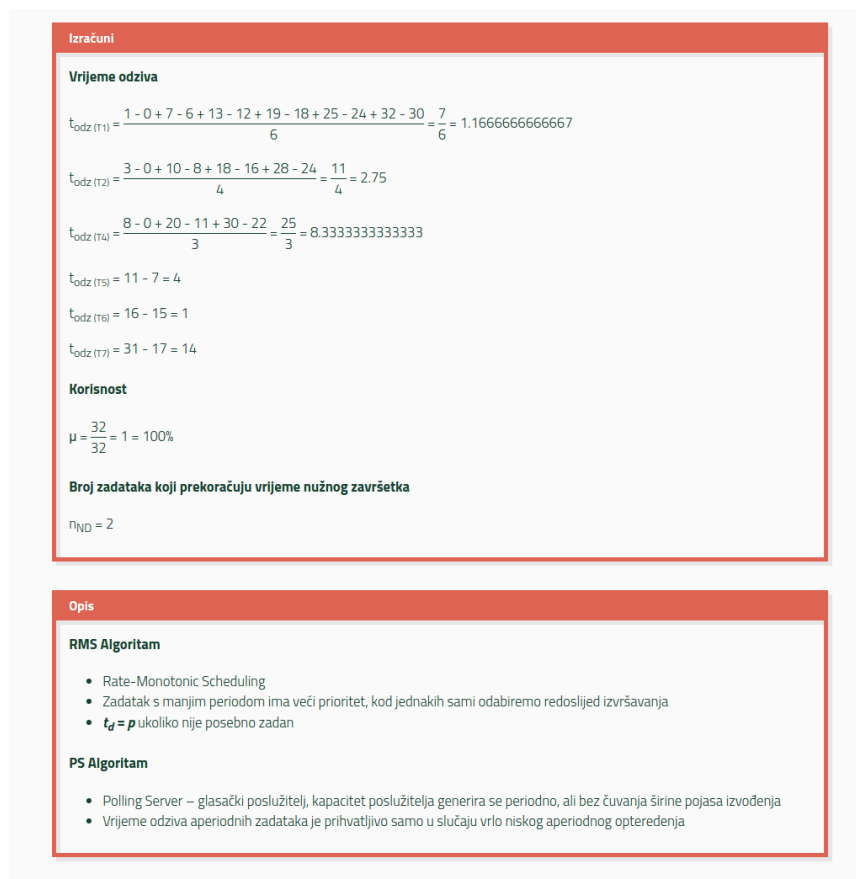 Izračuni
Vrijeme odziva
t_odz (T1) = (1 - 0 + 7 - 6 + 13 - 12 + 19 - 18 + 25 - 24 + 32 - 30) / 6 = 7 / 6 = 1.1666666666667
t_odz (T2) = (3 - 0 + 10 - 8 + 18 - 16 + 28 - 24) / 4 = 11 / 4 = 2.75
t_odz (T4) = (8 - 0 + 20 - 11 + 30 - 22) / 3 = 25 / 3 = 8.3333333333333
t_odz (T5) = 11 - 7 = 4
t_odz (T6) = 16 - 15 = 1
t_odz (T7) = 31 - 17 = 14
Korisnost
μ = 32 / 32 = 1 = 100%
Broj zadataka koji prekoračuju vrijeme nužnog završetka
n_ND = 2
Opis
RMS Algoritam
• Rate-Monotonic Scheduling
• Zadatak s manjim periodom ima veći prioritet, kod jednakih sami odabiremo redoslijed izvršavanja
• t_d = p ukoliko nije posebno zadan
PS Algoritam
• Polling Server – glasački poslužitelj, kapacitet poslužitelja generira se periodno, ali bez čuvanja širine pojasa izvođenja
• Vrijeme odziva aperiodnih zadataka je prihvatljivo samo u slučaju vrlo niskog aperiodnog opteređenja